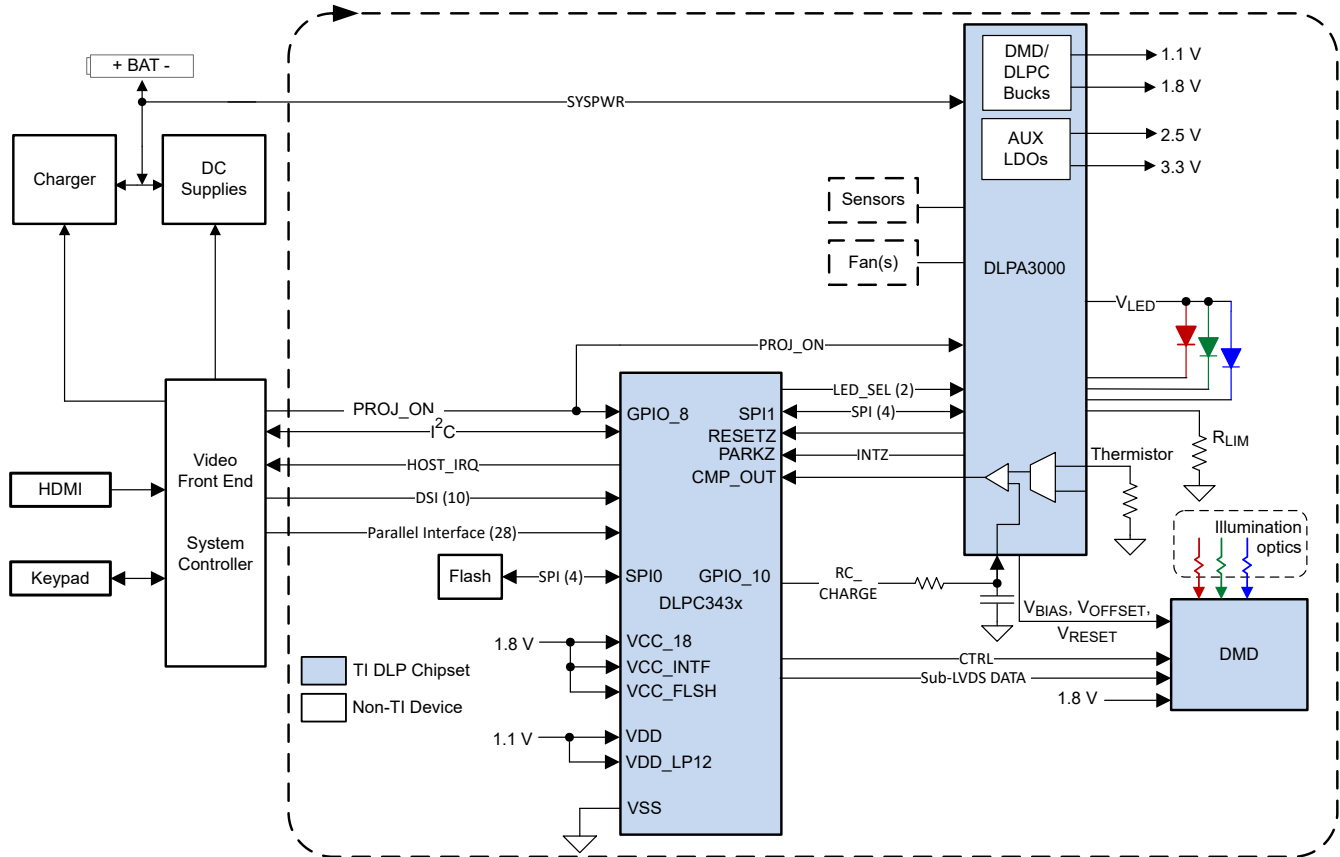 + BAT -
SYSPWR
Charger
DC
Supplies
DMD/
DLPC
Bucks
1.1 V
1.8 V
AUX
LDOs
2.5 V
3.3 V
Sensors
Fan(s)
DLPA3000
VLED
PROJ_ON
PROJ_ON
I2C
HOST_IRQ
DSI (10)
Parallel Interface (28)
Video
Front End
System
Controller
HDMI
Keypad
Flash
SPI (4)
GPIO_8
SPI1
RESETZ
PARKZ
CMP_OUT
SPI0
GPIO_10
DLPC343x
LED_SEL (2)
SPI (4)
INTZ
RC_
CHARGE
Thermistor
RLIM
Illumination
optics
VBIAS, VOFFSET,
VRESET
CTRL
Sub-LVDS DATA
1.8 V
DMD
1.8 V
VCC_18
VCC_INTF
VCC_FLSH
1.1 V
VDD
VDD_LP12
VSS
TI DLP Chipset
Non-TI Device